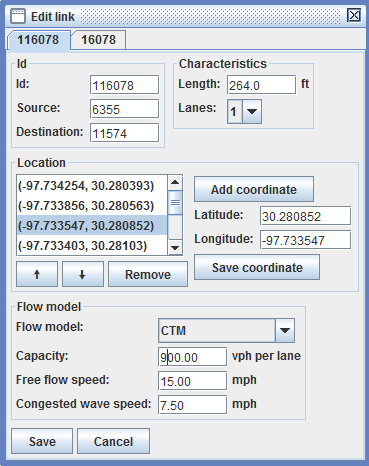 Edit link
116078 16078
Id
Id: 116078
Source: 6355
Destination: 11574
Characteristics
Length: 264.0 ft
Lanes: 1
Location
(-97.734254, 30.280393)
(-97.733856, 30.280563)
(-97.733547, 30.280852)
(-97.733403, 30.28103)
Remove
Add coordinate
Latitude: 30.280852
Longitude: -97.733547
Save coordinate
Flow model
Flow model: CTM
Capacity: 900.00 vph per lane
Free flow speed: 15.00 mph
Congested wave speed: 7.50 mph
Save Cancel